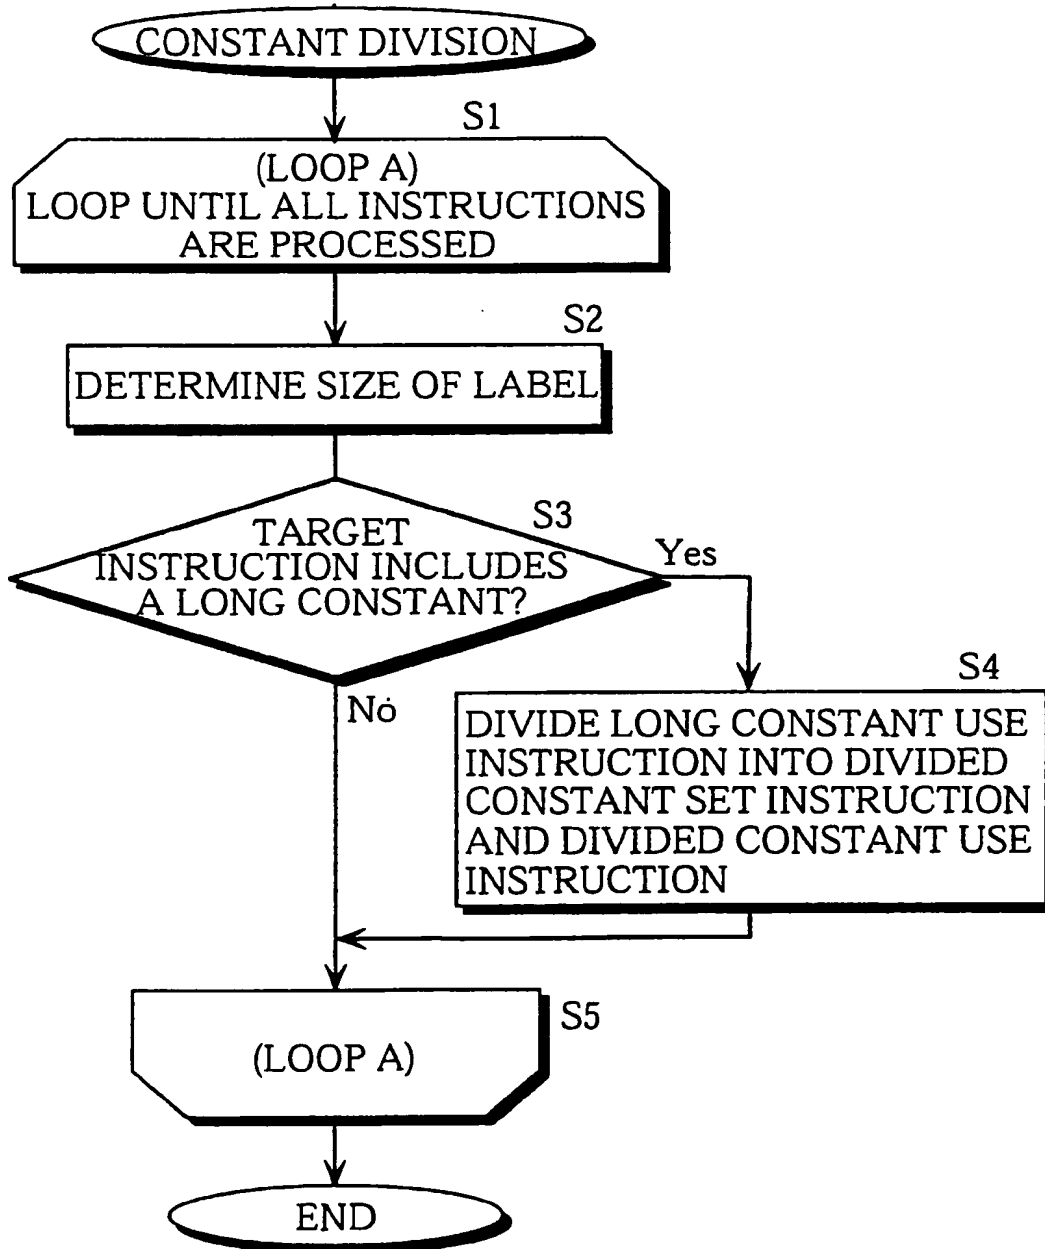 CONSTANT DIVISION
S1
(LOOP A)
LOOP UNTIL ALL INSTRUCTIONS
ARE PROCESSED
S2
DETERMINE SIZE OF LABEL
S3
TARGET
INSTRUCTION INCLUDES
A LONG CONSTANT?
Yes
No
S4
DIVIDE LONG CONSTANT USE
INSTRUCTION INTO DIVIDED
CONSTANT SET INSTRUCTION
AND DIVIDED CONSTANT USE
INSTRUCTION
S5
(LOOP A)
END